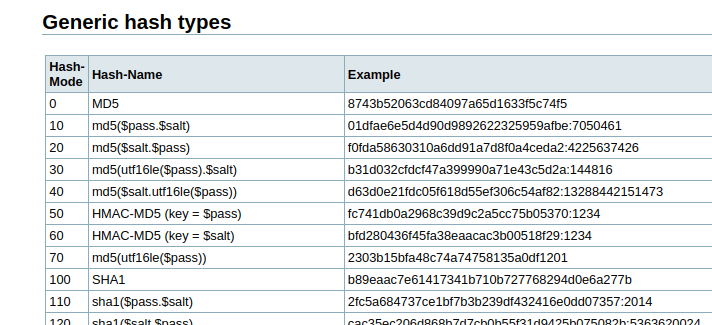 Generic hash types
Hash-Mode Hash-Name Example
0 MD5 8743b52063cd84097a65d1633f5c74f5
10 md5($pass.$salt) 01dfae6e5d4d90d9892622325959afbe:7050461
20 md5($salt.$pass) f0fda58630310a6dd91a7d8f0a4ceda2:4225637426
30 md5(utf16le($pass).$salt) b31d032cfdcf47a399990a71e43c5d2a:144816
40 md5($salt.utf16le($pass)) d63d0e21fdc05f618d55ef306c54af82:13288442151473
50 HMAC-MD5 (key = $pass) fc741db0a2968c39d9c2a5cc75b05370:1234
60 HMAC-MD5 (key = $salt) bfd280436f45fa38eaacac3b00518f29:1234
70 md5(utf16le($pass)) 2303b15bfa48c74a74758135a0df1201
100 SHA1 b89eaac7e61417341b710b727768294d0e6a277b
110 sha1($pass.$salt) 2fc5a684737ce1bf7b3b239df432416e0dd07357:2014
120 sha1($salt.$pass) cac35ec206d868b7d7cb0b55f31d9425b075082b:5363620024